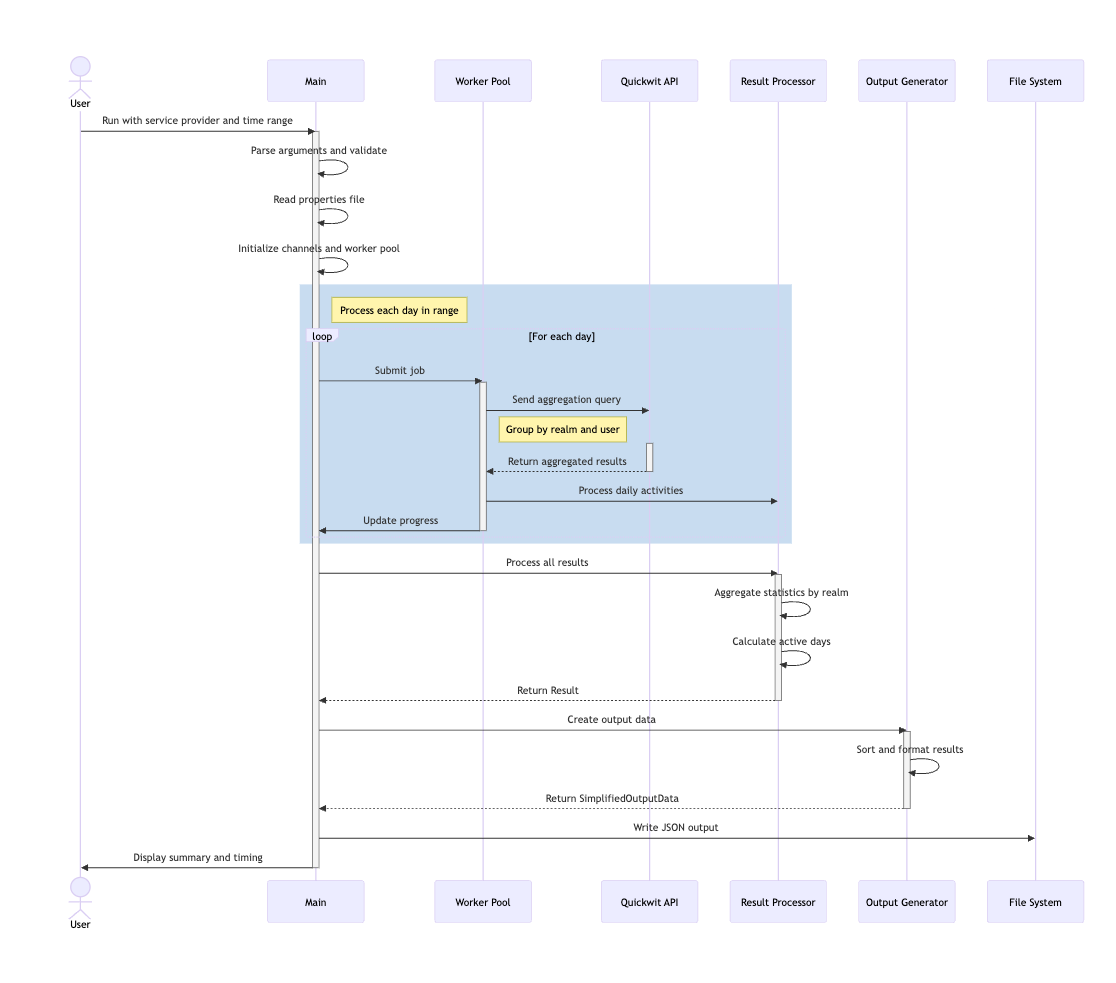 User
Main
Worker Pool
Quickwit API
Result Processor
Output Generator
File System
Run with service provider and time range
Parse arguments and validate
Read properties file
Initialize channels and worker pool
Process each day in range
loop
[For each day]
Submit job
Send aggregation query
Group by realm and user
Return aggregated results
Process daily activities
Update progress
Process all results
Aggregate statistics by realm
Calculate active days
Return Result
Create output data
Sort and format results
Return SimplifiedOutputData
Write JSON output
Display summary and timing
User
Main
Worker Pool
Quickwit API
Result Processor
Output Generator
File System